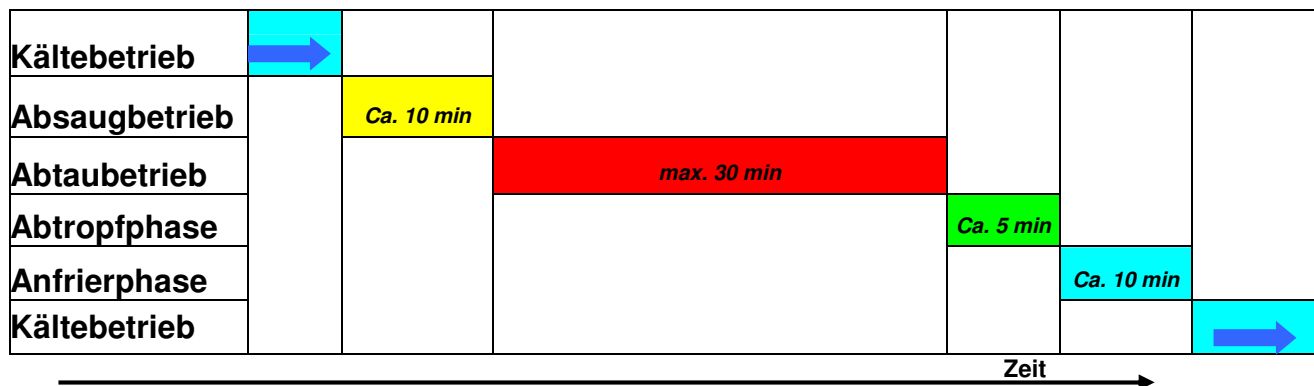 Kältebetrieb
Absaugbetrieb Ca. 10 min
Abtaubetrieb max. 30 min
Abtropfphase Ca. 5 min
Anfrierphase Ca. 10 min
Kältebetrieb
Zeit